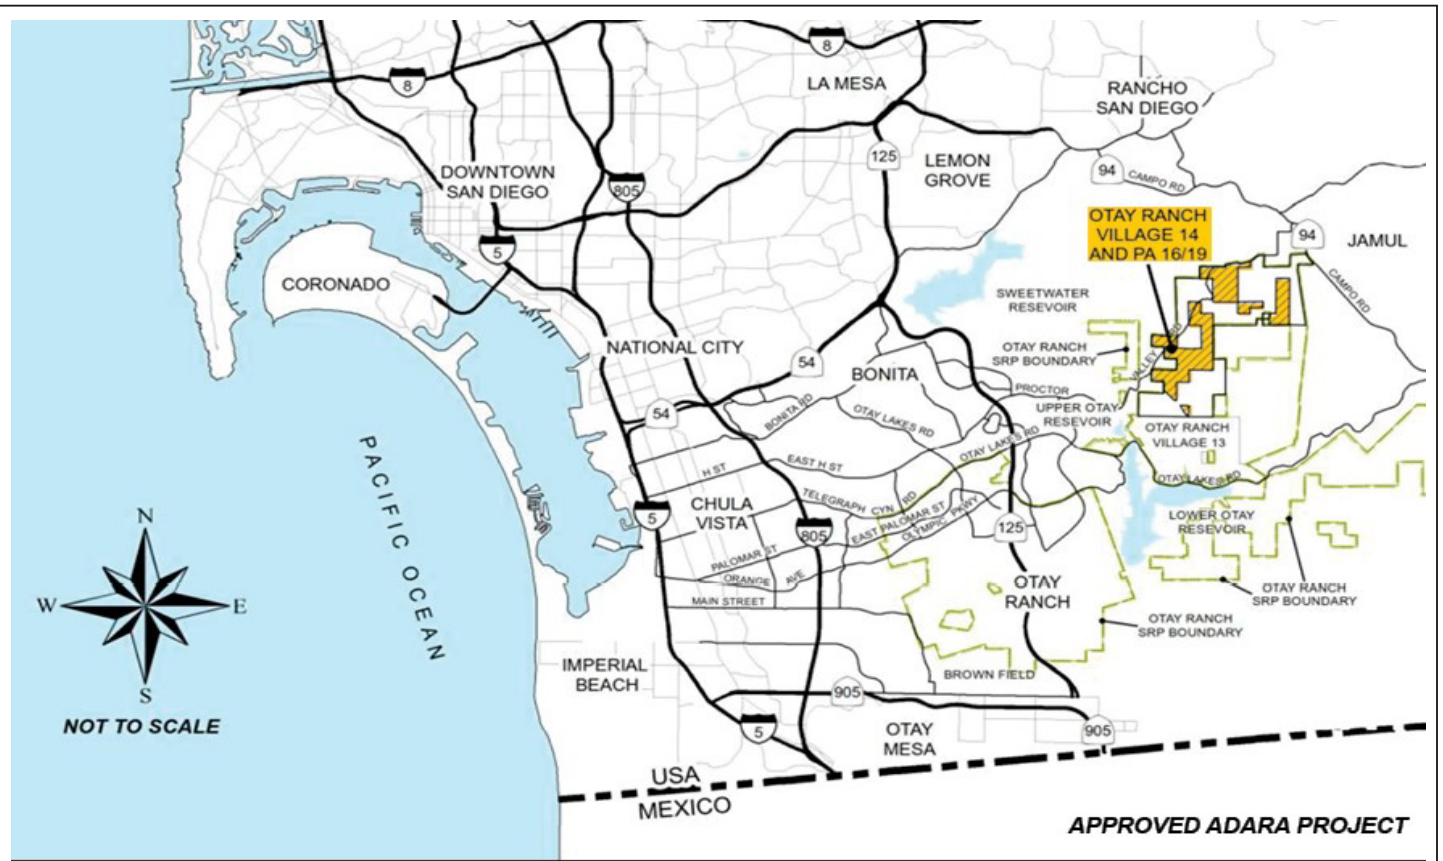 8
8
LA MESA
RANCHO
SAN DIEGO
125
LEMON
GROVE
94
CAMPO RD
DOWNTOWN
SAN DIEGO
805
OTAY RANCH
VILLAGE 14
AND PA 16/19
94
JAMUL
5
CORONADO
CAMPO RD
SWEETWATER
RESEVOIR
NATIONAL CITY
OTAY RANCH
SRP BOUNDARY
VALLEY RD
54
BONITA
PROCTOR
54
BONITA RD
OTAY LAKES RD
UPPER OTAY
RESEVOIR
OTAY RANCH
VILLAGE 13
OTAY LAKES RD
PACIFIC OCEAN
H ST
EAST H ST
OTAY LAKES RD
TELEGRAPH CYN RD
CHULA
VISTA
5
805
EAST PALOMAR ST
OLYMPIC PKWY
125
LOWER OTAY
RESEVOIR
N
W
E
S
PALOMAR ST
ORANGE AVE
MAIN STREET
OTAY
RANCH
OTAY RANCH
SRP BOUNDARY
OTAY RANCH
SRP BOUNDARY
IMPERIAL
BEACH
BROWN FIELD
905
NOT TO SCALE
5
OTAY
MESA
905
USA
MEXICO
APPROVED ADARA PROJECT